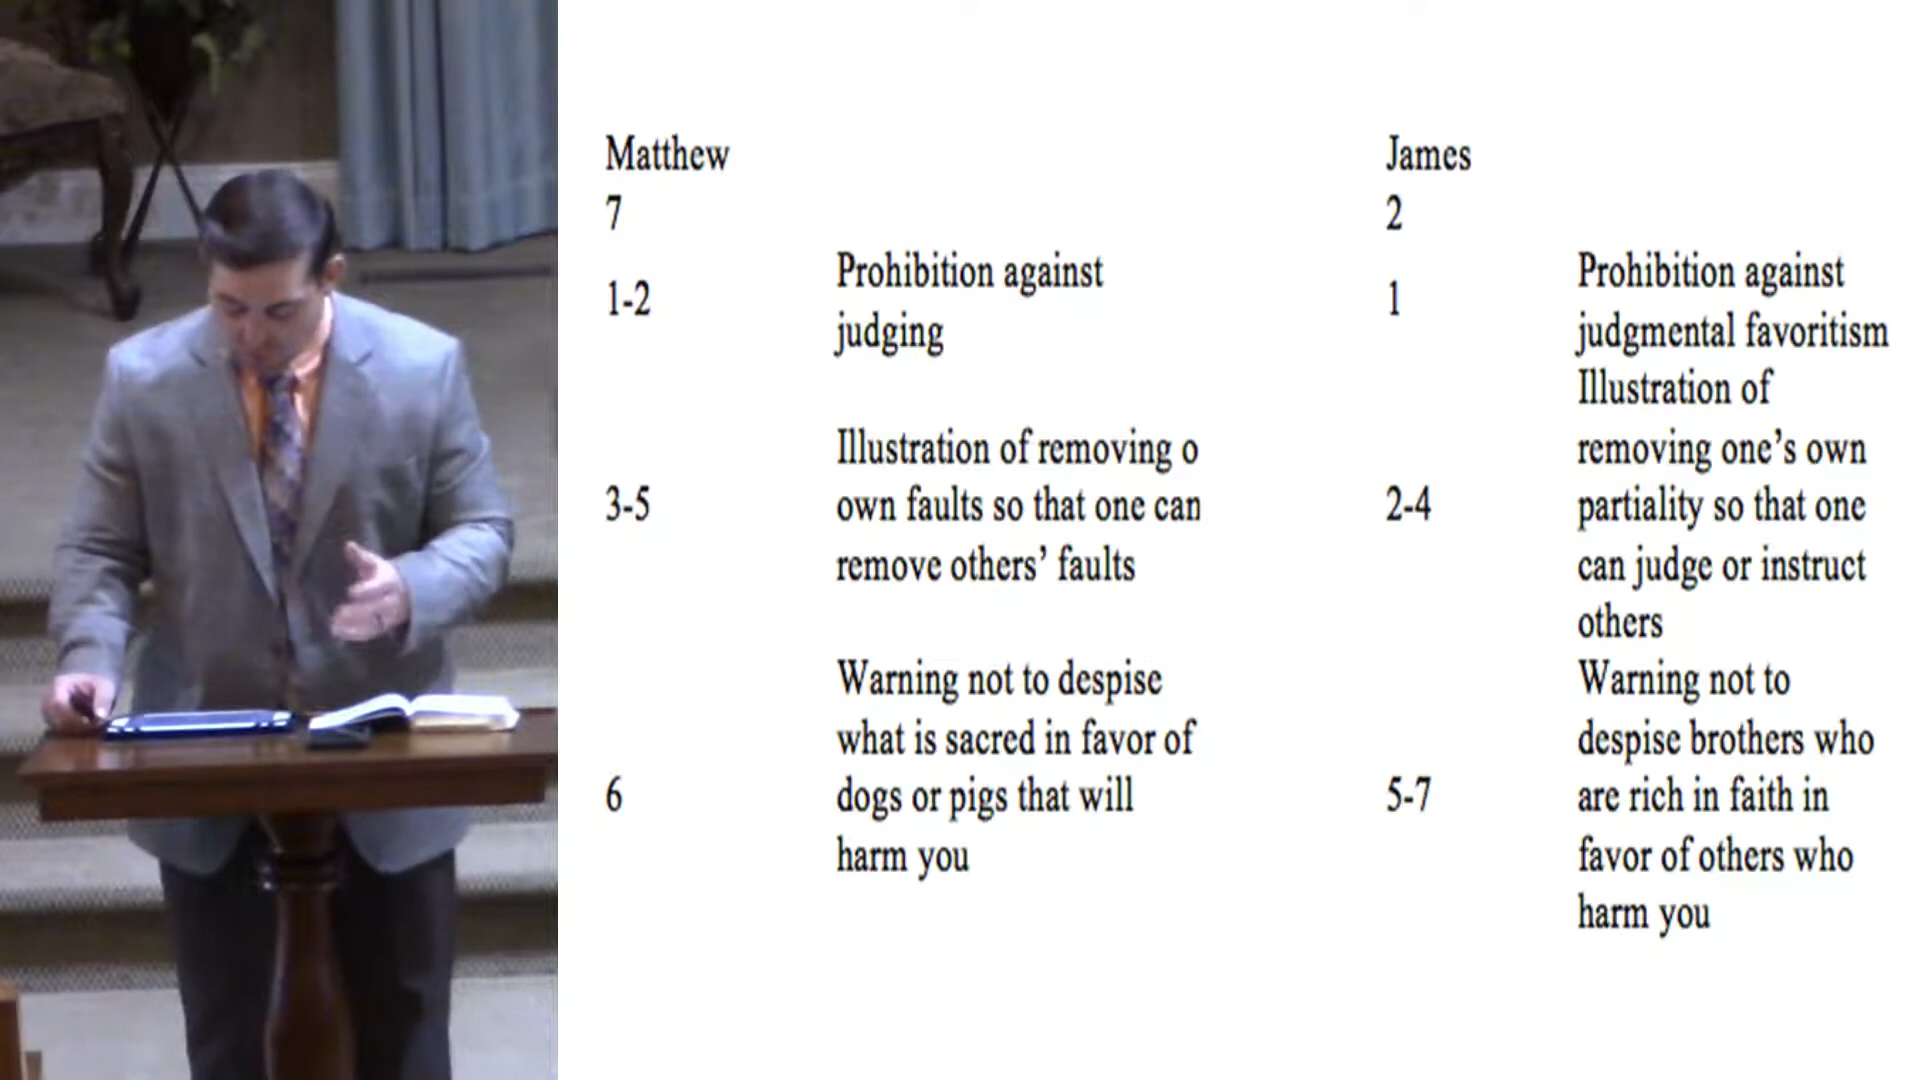 Matthew
James
7
2
1-2
Prohibition against
judging
1
Prohibition against
judgmental favoritism
3-5
Illustration of removing o
own faults so that one can
remove others’ faults
2-4
Illustration of
removing one’s own
partiality so that one
can judge or instruct
others
6
Warning not to despise
what is sacred in favor of
dogs or pigs that will
harm you
5-7
Warning not to
despise brothers who
are rich in faith in
favor of others who
harm you